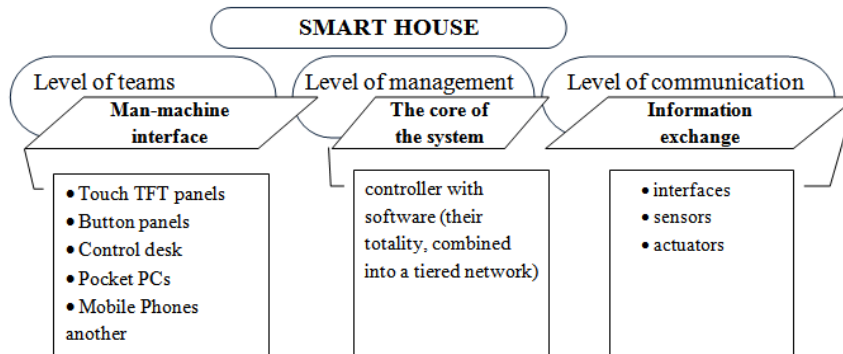 SMART HOUSE
Level of teams
Man-machine
interface
• Touch TFT panels
• Button panels
• Control desk
• Pocket PCs
• Mobile Phones
another
Level of management
The core of
the system
controller with
software (their
totality, combined
into a tiered network)
Level of communication
Information
exchange
• interfaces
• sensors
• actuators